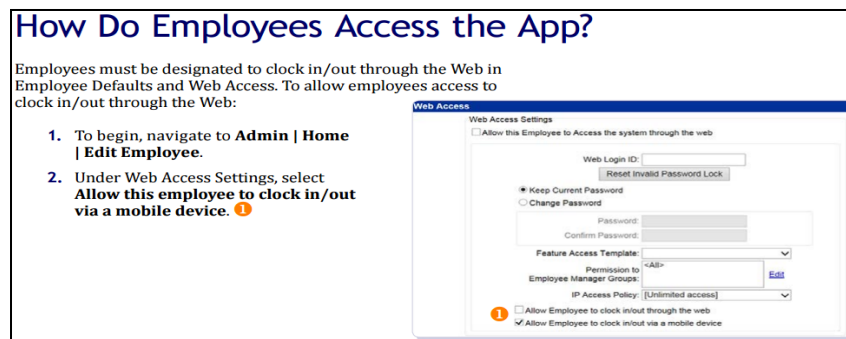 How Do Employees Access the App?
Employees must be designated to clock in/out through the Web in
Employee Defaults and Web Access. To allow employees access to
clock in/out through the Web:
1. To begin, navigate to Admin | Home
| Edit Employee.
2. Under Web Access Settings, select
Allow this employee to clock in/out
via a mobile device. 1
Web Access
Web Access Settings
Allow this Employee to Access the system through the web
Web Login ID:
Reset Invalid Password Lock
Keep Current Password
Change Password
Password:
Confirm Password:
Feature Access Template:
Permission to <All>
Employee Manager Groups: Edit
IP Access Policy: [Unlimited access]
1 Allow Employee to clock in/out through the web
Allow Employee to clock in/out via a mobile device